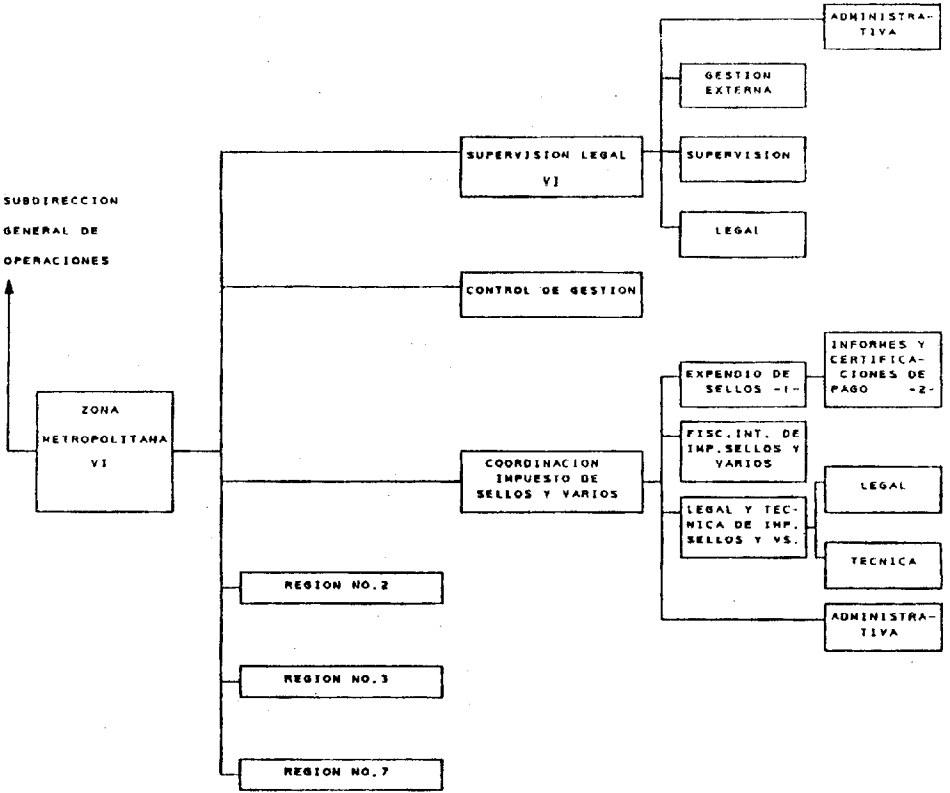 ADMINISTRA-
TIVA
GESTION
EXTERNA
SUPERVISION LEGAL
VI
SUPERVISION
LEGAL
SUBDIRECCION
GENERAL DE
OPERACIONES
CONTROL DE GESTION
ZONA
METROPOLITANA
VI
EXPENDIO DE
SELLOS -1-
INFORMES Y
CERTIFICA-
CIONES DE
PAGO -2-
FISC.INT. DE
IMP.SELLOS Y
VARIOS
COORDINACION
IMPUESTO DE
SELLOS Y VARIOS
LEGAL Y TEC-
NICA DE IMP.
SELLOS Y VS.
LEGAL
TECNICA
ADMINISTRA-
TIVA
REGION NO.2
REGION NO.3
REGION NO.7